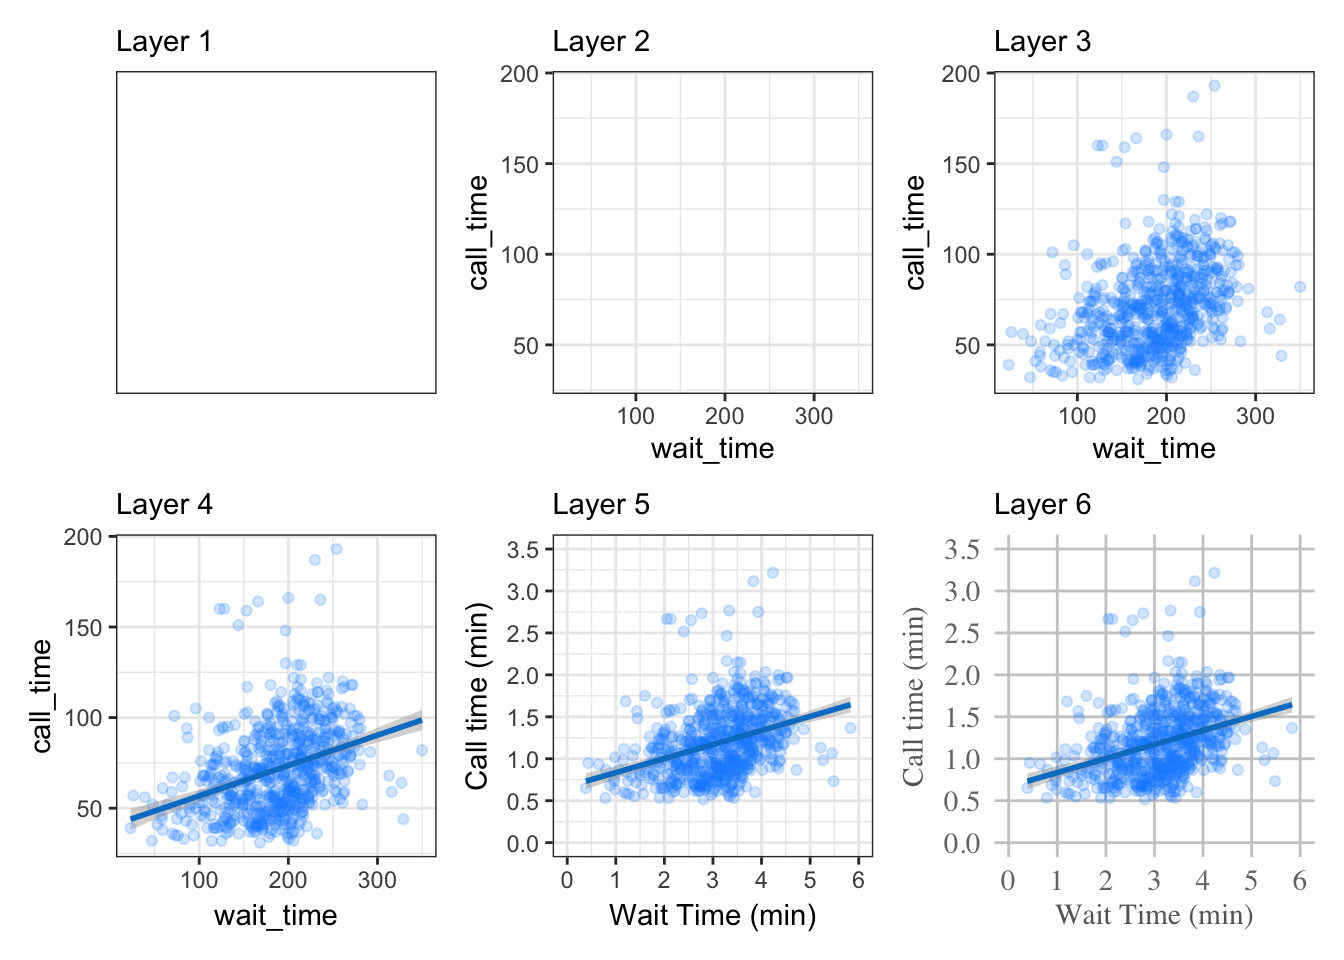 Layer 1
Layer 2
200
150
100
50
call_time
100 200 300
wait_time
Layer 3
200
150
100
50
call_time
100 200 300
wait_time
Layer 4
200
150
100
50
call_time
100 200 300
wait_time
Layer 5
3.5
3.0
2.5
2.0
1.5
1.0
0.5
0.0
Call time (min)
0 1 2 3 4 5 6
Wait Time (min)
Layer 6
3.5
3.0
2.5
2.0
1.5
1.0
0.5
0.0
Call time (min)
0 1 2 3 4 5 6
Wait Time (min)